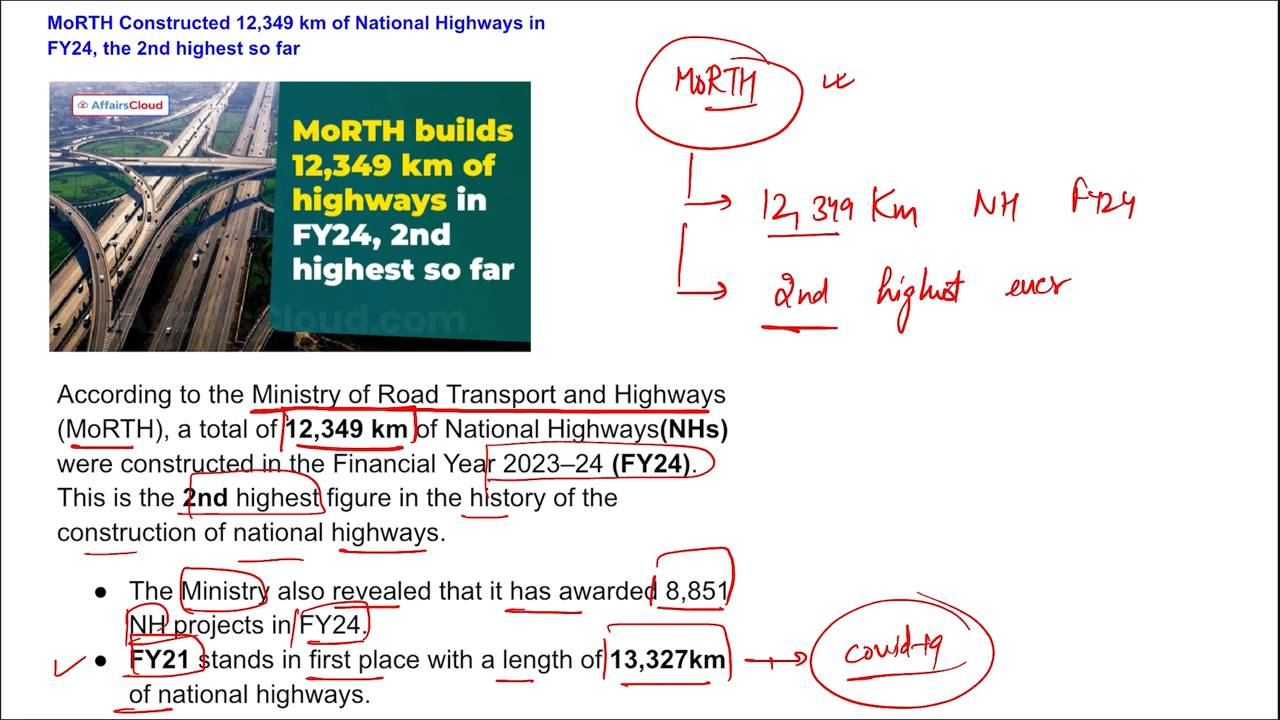 MoRTH Constructed 12,349 km of National Highways in
FY24, the 2nd highest so far
AffairsCloud
MoRTH builds
12,349 km of
highways in
FY24, 2nd
highest so far
MoRTH
12,349 Km NH FY24
2nd highest ever
According to the Ministry of Road Transport and Highways
(MoRTH), a total of 12,349 km of National Highways(NHs)
were constructed in the Financial Year 2023–24 (FY24).
This is the 2nd highest figure in the history of the
construction of national highways.
● The Ministry also revealed that it has awarded 8,851
NH projects in FY24.
● FY21 stands in first place with a length of 13,327km
of national highways.
covid-19